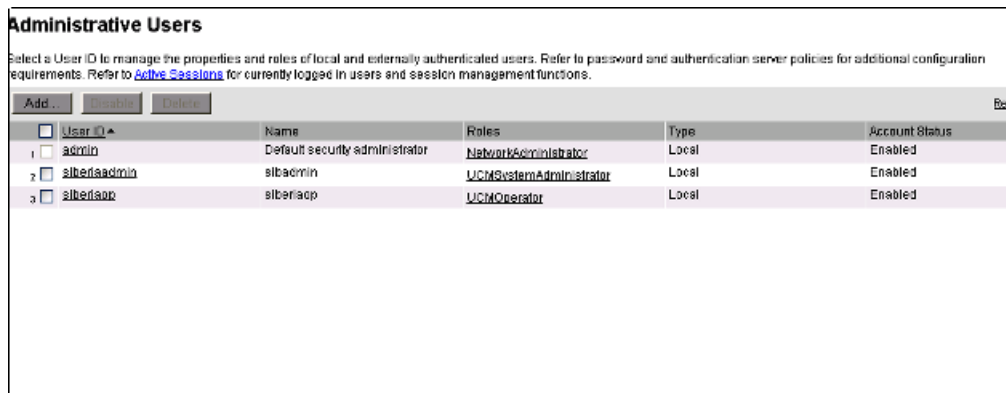 Administrative Users
Select a User ID to manage the properties and roles of local and externally authenticated users. Refer to password and authentication server policies for additional configuration
requirements. Refer to Active Sessions for currently logged in users and session management functions.
Add... Disable Delete Re
User ID Name Roles Type Account Status
1 admin Default security administrator NetworkAdministrator Local Enabled
2 siberiaadmin sibadmin UCMSystemAdministrator Local Enabled
3 siberiaop siberiaop UCMOperator Local Enabled